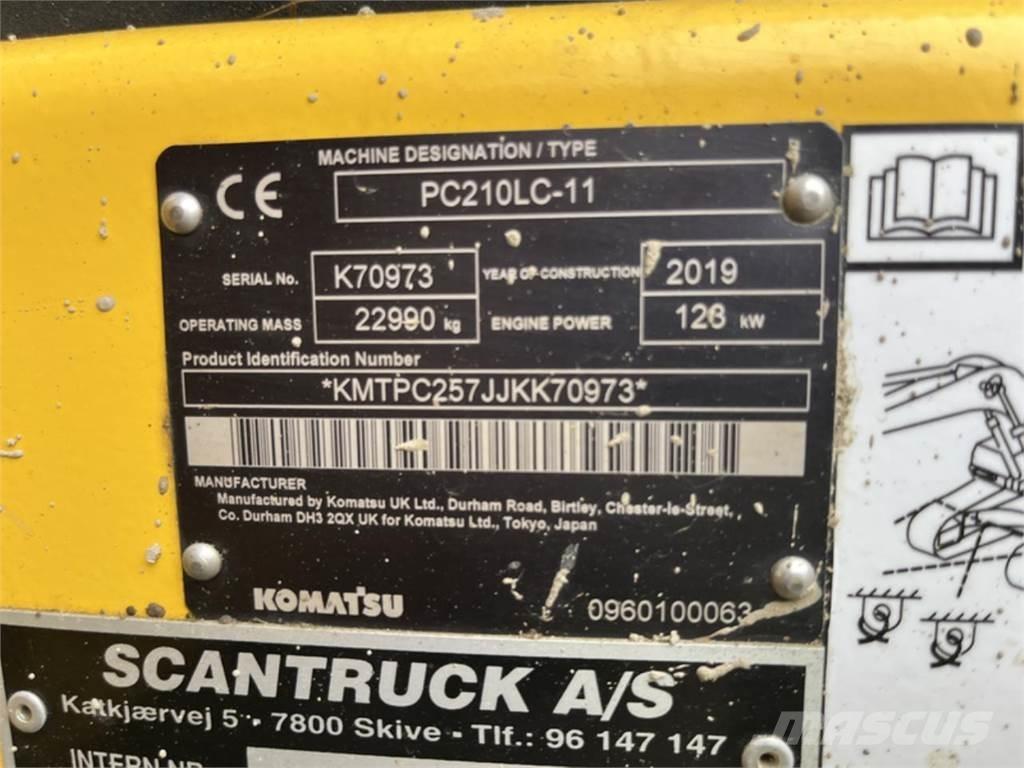 MACHINE DESIGNATION / TYPE
CE
PC210LC-11
SERIAL No. K70973 YEAR OF CONSTRUCTION 2019
OPERATING MASS 22990 kg ENGINE POWER 123 kW
Product Identification Number
*KMTPC257JJKK70973*
MANUFACTURER
Manufactured by Komatsu UK Ltd., Durham Road, Birtley, Chester-le-Street,
Co. Durham DH3 2QX UK for Komatsu Ltd., Tokyo, Japan
KOMATSU
0960100063
SCANTRUCK A/S
Katkjærvej 5 - 7800 Skive - Tlf.: 96 147 147
INTERN NR
mascus